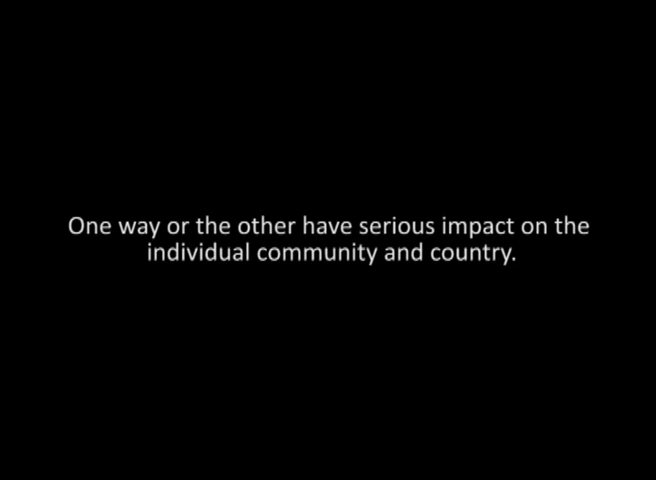 One way or the other have serious impact on the
individual community and country.